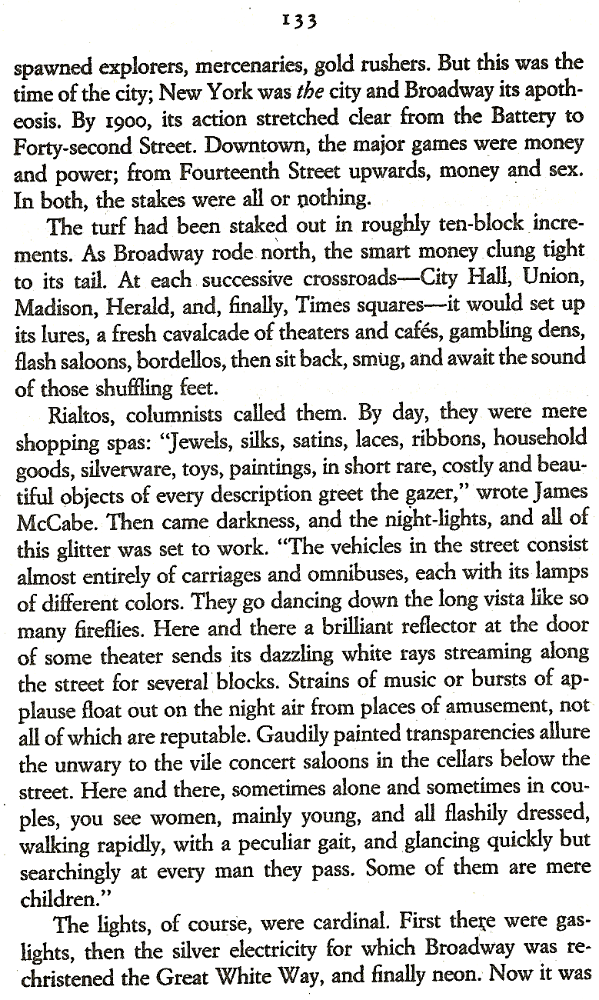 133
spawned explorers, mercenaries, gold rushers. But this was the
time of the city; New York was the city and Broadway its apoth-
eosis. By 1900, its action stretched clear from the Battery to
Forty-second Street. Downtown, the major games were money
and power; from Fourteenth Street upwards, money and sex.
In both, the stakes were all or nothing.
The turf had been staked out in roughly ten-block incre-
ments. As Broadway rode north, the smart money clung tight
to its tail. At each successive crossroads—City Hall, Union,
Madison, Herald, and, finally, Times squares—it would set up
its lures, a fresh cavalcade of theaters and cafés, gambling dens,
flash saloons, bordellos, then sit back, smug, and await the sound
of those shuffling feet.
Rialtos, columnists called them. By day, they were mere
shopping spas: “Jewels, silks, satins, laces, ribbons, household
goods, silverware, toys, paintings, in short rare, costly and beau-
tiful objects of every description greet the gazer,” wrote James
McCabe. Then came darkness, and the night-lights, and all of
this glitter was set to work. “The vehicles in the street consist
almost entirely of carriages and omnibuses, each with its lamps
of different colors. They go dancing down the long vista like so
many fireflies. Here and there a brilliant reflector at the door
of some theater sends its dazzling white rays streaming along
the street for several blocks. Strains of music or bursts of ap-
plause float out on the night air from places of amusement, not
all of which are reputable. Gaudily painted transparencies allure
the unwary to the vile concert saloons in the cellars below the
street. Here and there, sometimes alone and sometimes in cou-
ples, you see women, mainly young, and all flashily dressed,
walking rapidly, with a peculiar gait, and glancing quickly but
searchingly at every man they pass. Some of them are mere
children.”
The lights, of course, were cardinal. First there were gas-
lights, then the silver electricity for which Broadway was re-
christened the Great White Way, and finally neon. Now it was